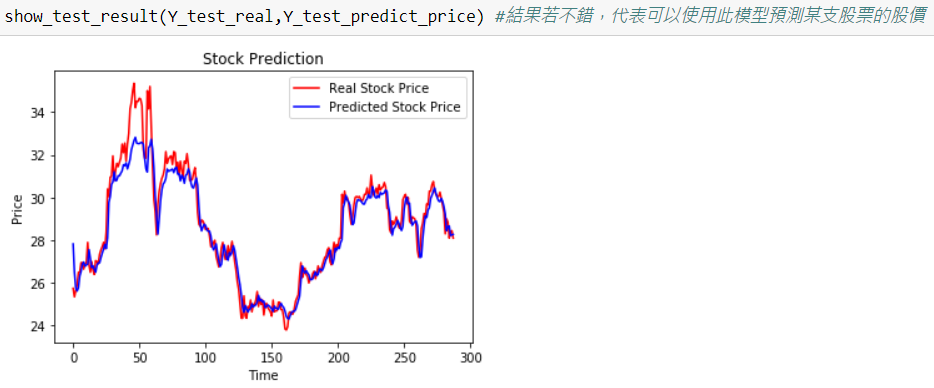 show_test_result(Y_test_real,Y_test_predict_price) #結果若不錯，代表可以使用此模型預測某支股票的股價
Stock Prediction
Real Stock Price
Predicted Stock Price
Price
34
32
30
28
26
24
0 50 100 150 200 250 300
Time